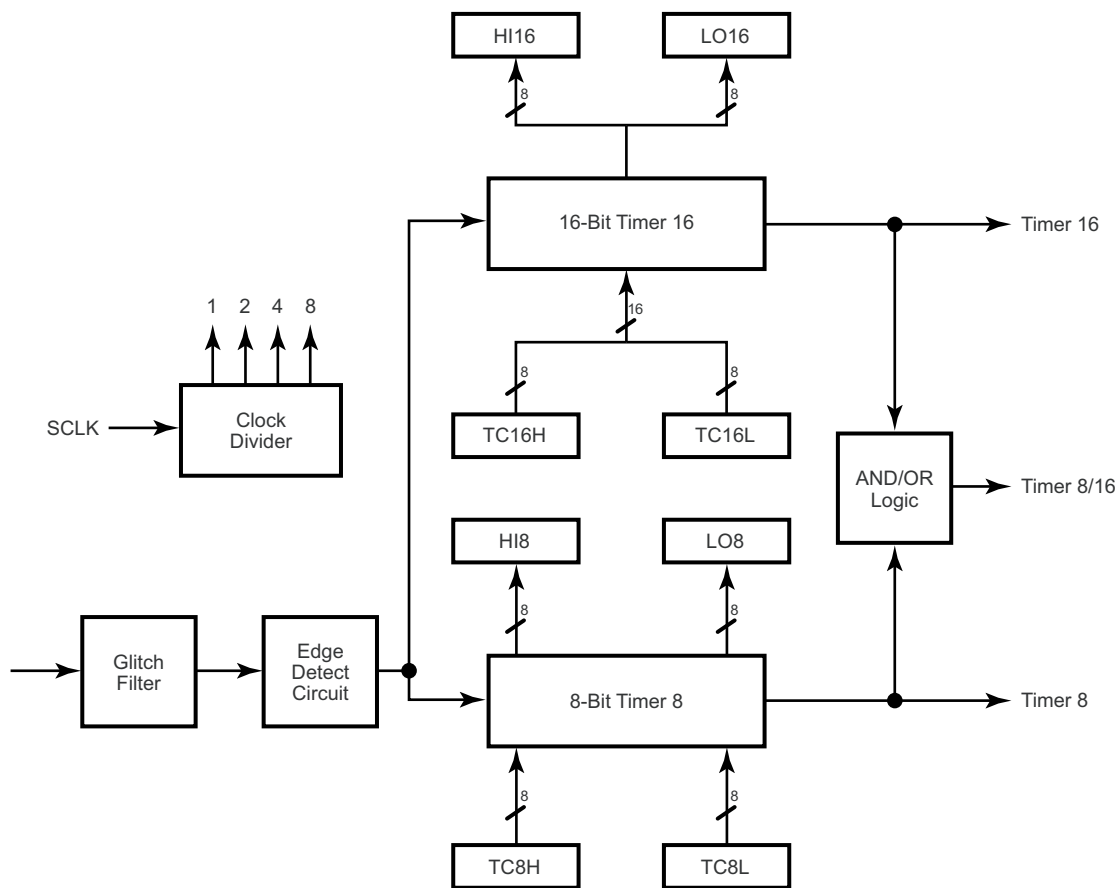 HI16
LO16
8
8
16-Bit Timer 16
Timer 16
1 2 4 8
16
8
8
SCLK
Clock
Divider
TC16H
TC16L
AND/OR
Logic
Timer 8/16
HI8
LO8
8
8
Glitch
Filter
Edge
Detect
Circuit
8-Bit Timer 8
Timer 8
8
8
TC8H
TC8L